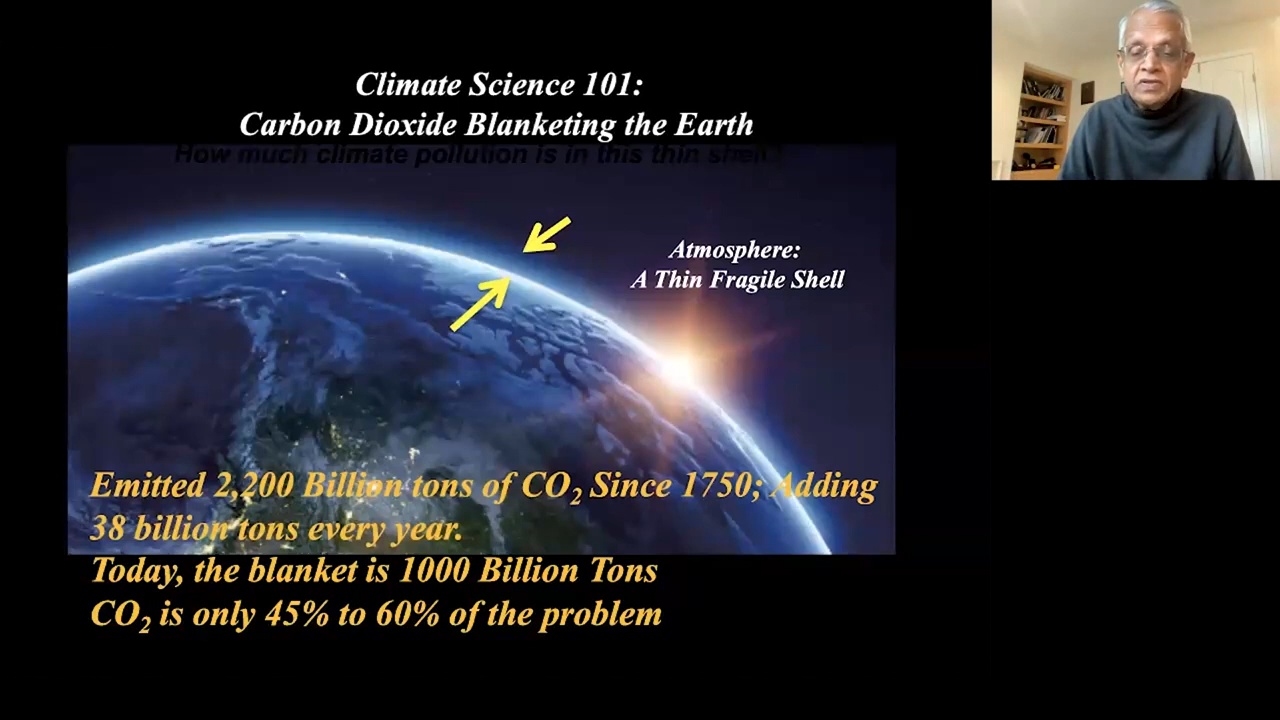 Climate Science 101:
Carbon Dioxide Blanketing the Earth
How much climate pollution is in this thin shell?
Atmosphere:
A Thin Fragile Shell
Emitted 2,200 Billion tons of CO₂ Since 1750; Adding
38 billion tons every year.
Today, the blanket is 1000 Billion Tons
CO₂ is only 45% to 60% of the problem